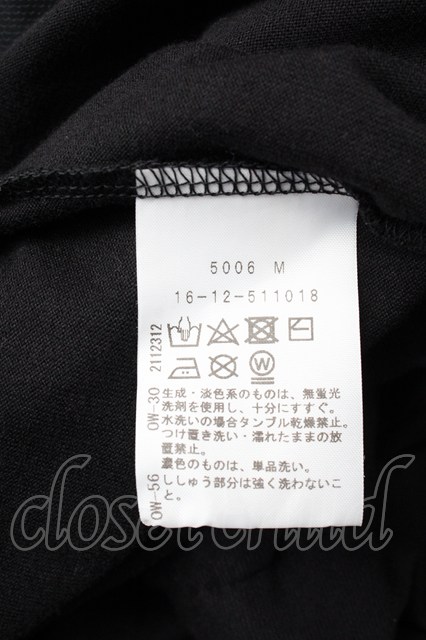 5006 M
16-12-511018
2112312
OW-30
OW-56
生成・淡色系のものは、無蛍光
洗剤を使用し、十分にすすぐ。
水洗いの場合タンブル乾燥禁止。
つけ置き洗い・濡れたままの放
置禁止。
濃色のものは、単品洗い。
ししゅう部分は強く洗わないこ
と。
closet child